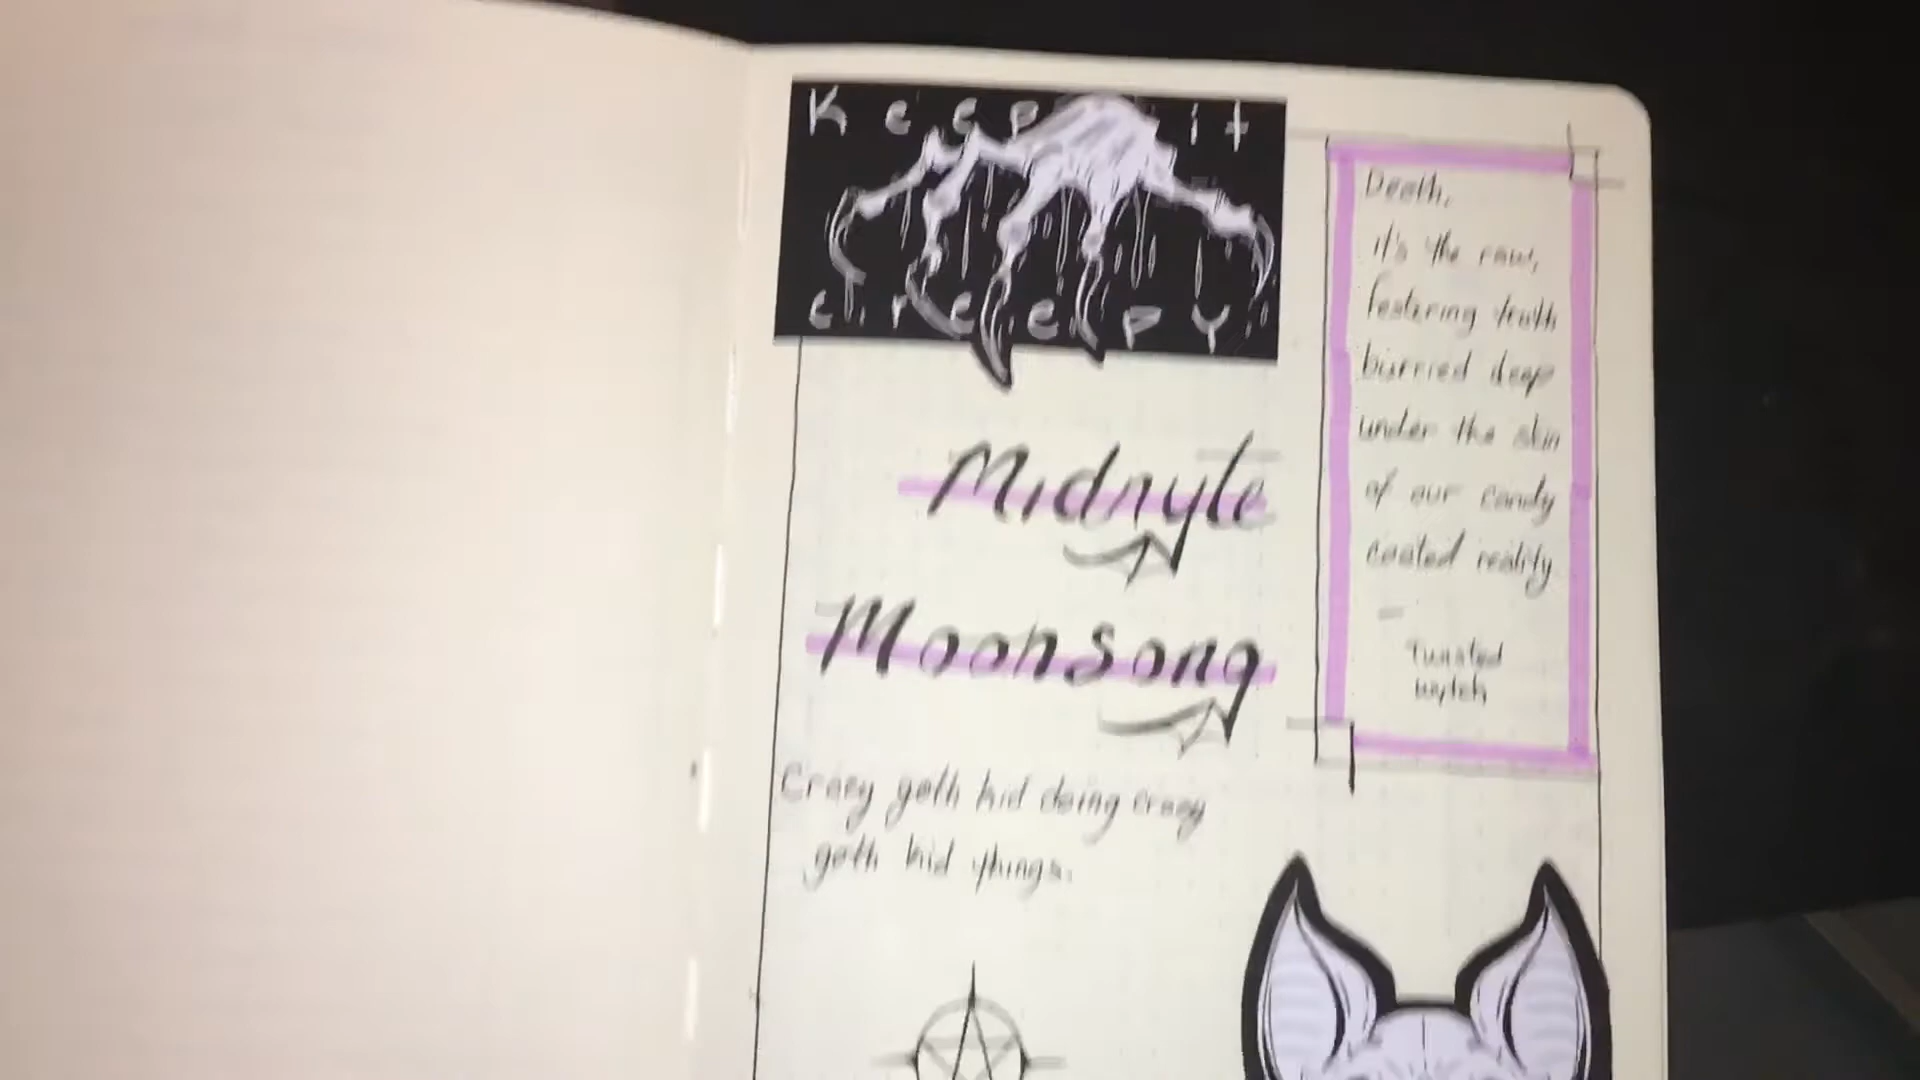 Keep it
creepy
Midnyte
Moonsong
Crazy goth kid doing crazy
goth kid things.
Death,
it's the raw,
festering truth
burried deep
under the skin
of our candy
coated reality
-
Twisted
wytch